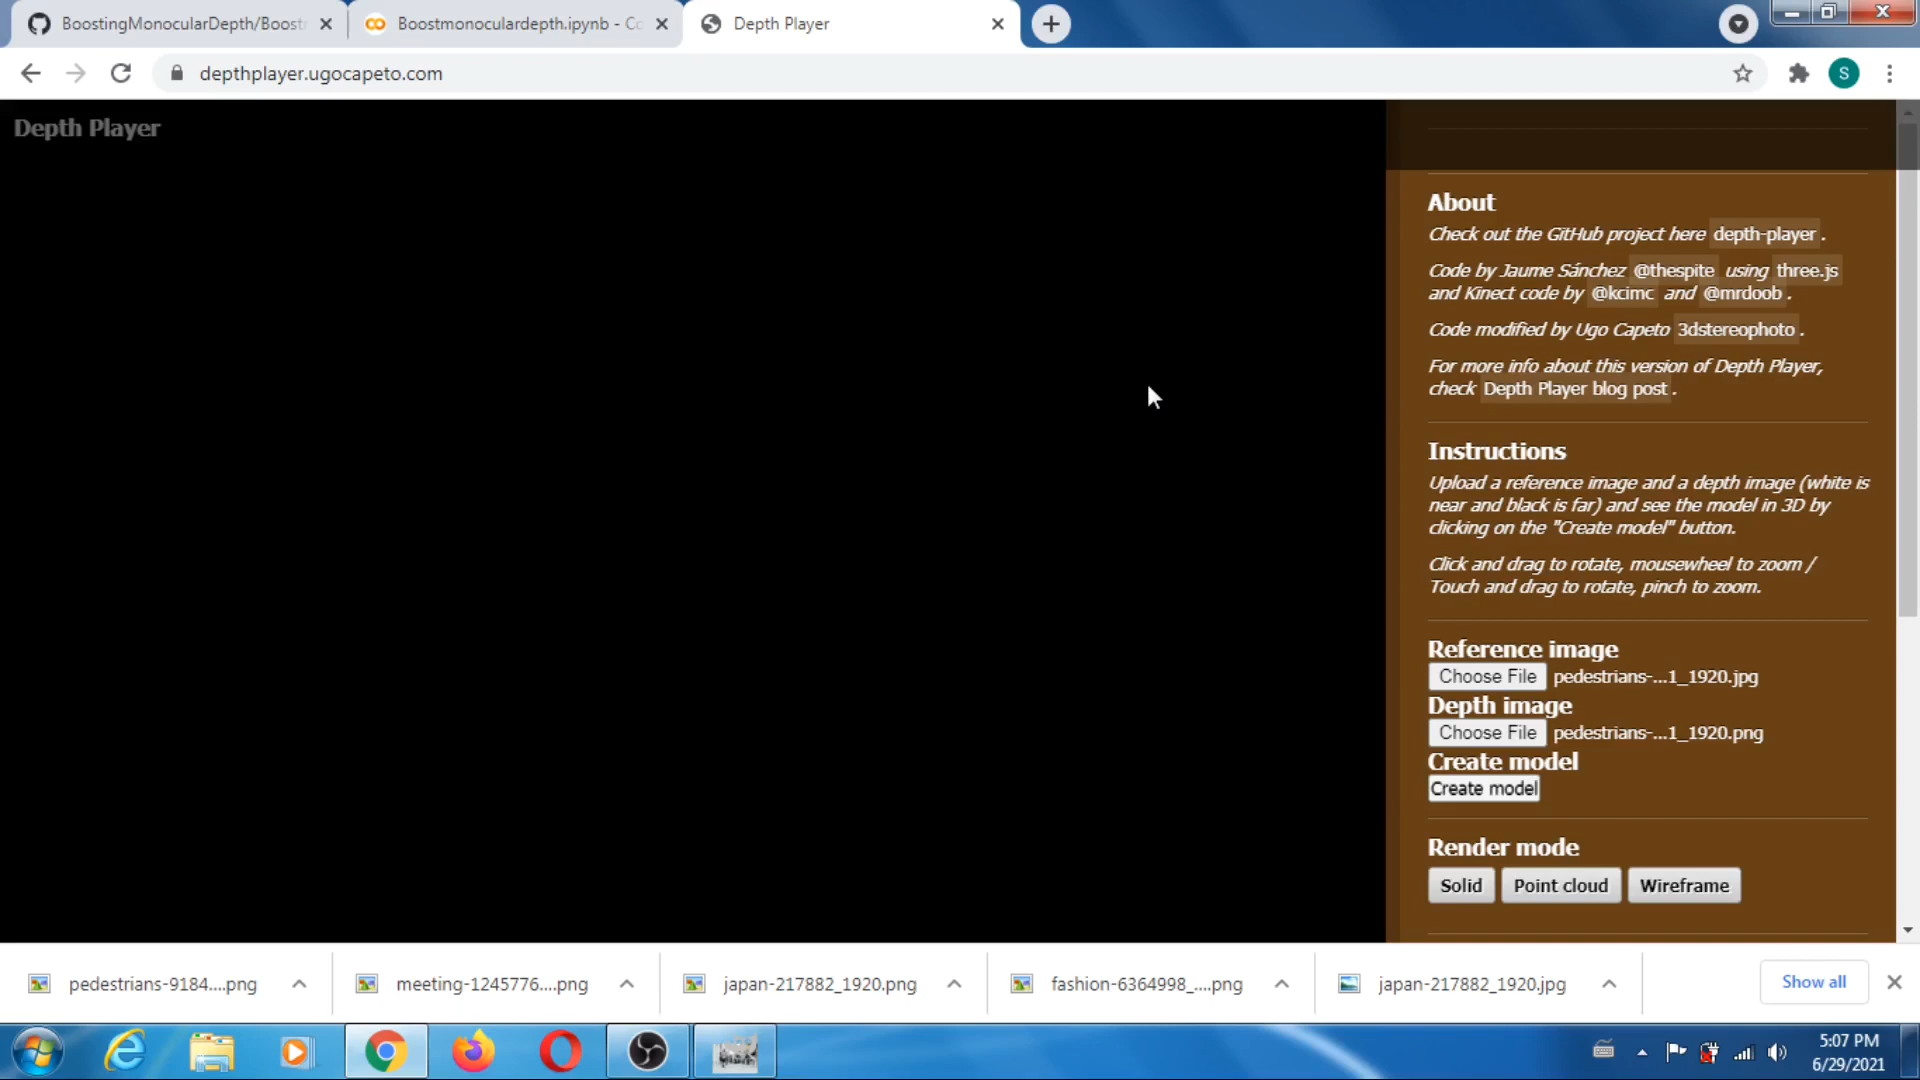 BoostingMonocularDepth/Boostm
Boostmonoculardepth.ipynb - Co
Depth Player
depthplayer.ugocapeto.com
S
Depth Player
About
Check out the GitHub project here depth-player .
Code by Jaume Sánchez @thespite using three.js
and Kinect code by @kcimc and @mrdoob .
Code modified by Ugo Capeto 3dstereophoto .
For more info about this version of Depth Player,
check Depth Player blog post .
Instructions
Upload a reference image and a depth image (white is
near and black is far) and see the model in 3D by
clicking on the "Create model" button.
Click and drag to rotate, mousewheel to zoom /
Touch and drag to rotate, pinch to zoom.
Reference image
Choose File pedestrians-...1_1920.jpg
Depth image
Choose File pedestrians-...1_1920.png
Create model
Create model
Render mode
Solid Point cloud Wireframe
pedestrians-9184....png
meeting-1245776....png
japan-217882_1920.png
fashion-6364998_....png
japan-217882_1920.jpg
Show all
5:07 PM
6/29/2021